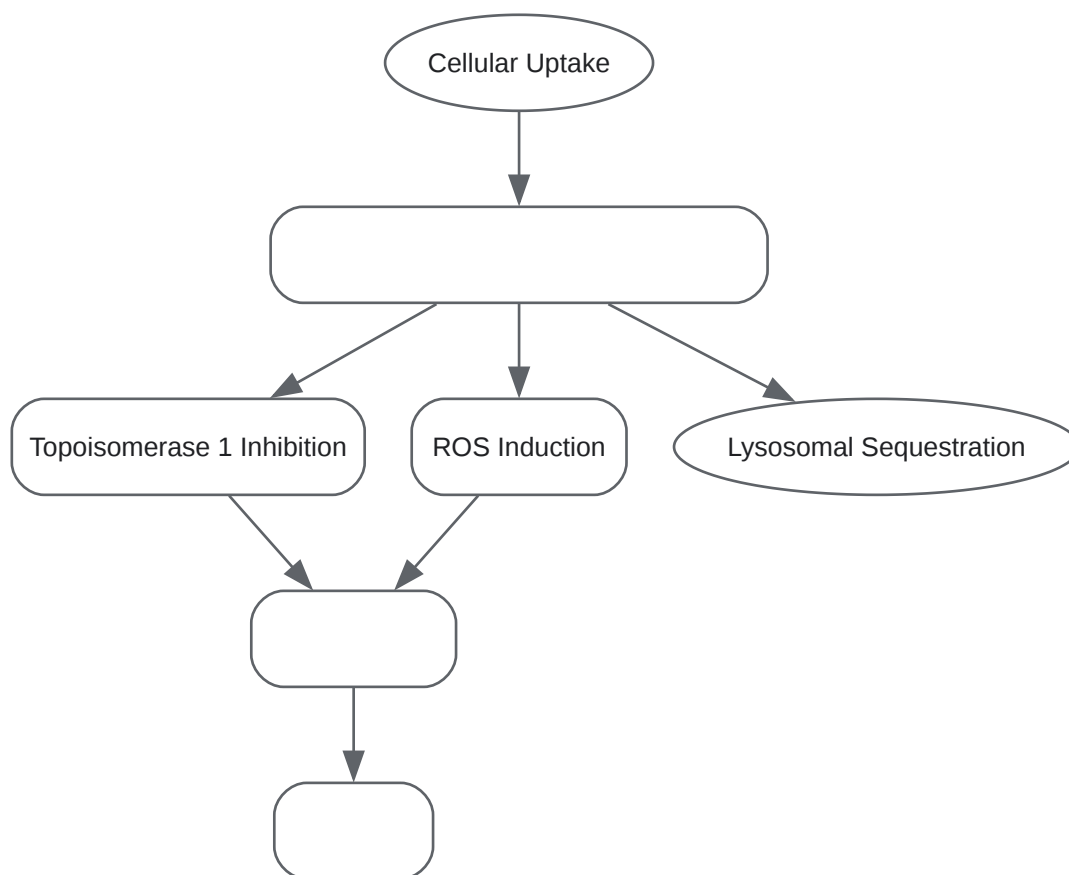 Cellular Uptake
Topoisomerase 1 Inhibition
ROS Induction
Lysosomal Sequestration